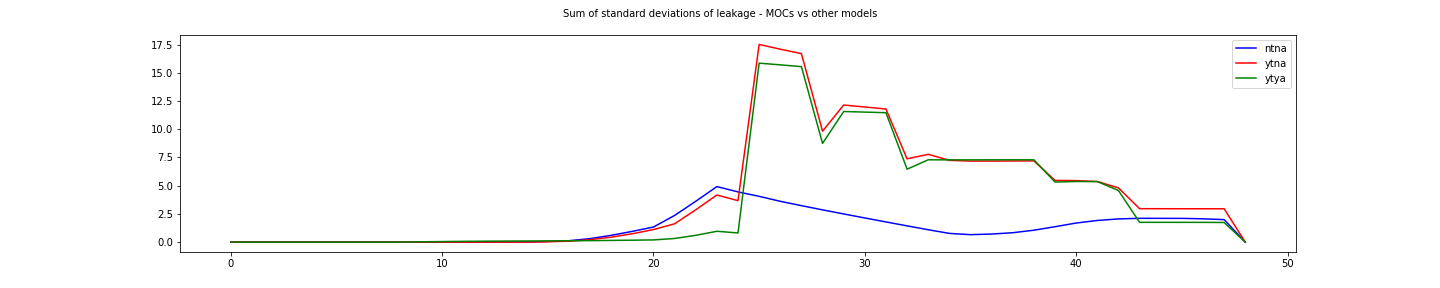 Sum of standard deviations of leakage - MOCs vs other models
17.5
15.0
12.5
10.0
7.5
5.0
2.5
0.0
0 10 20 30 40 50
ntna
ytna
ytya